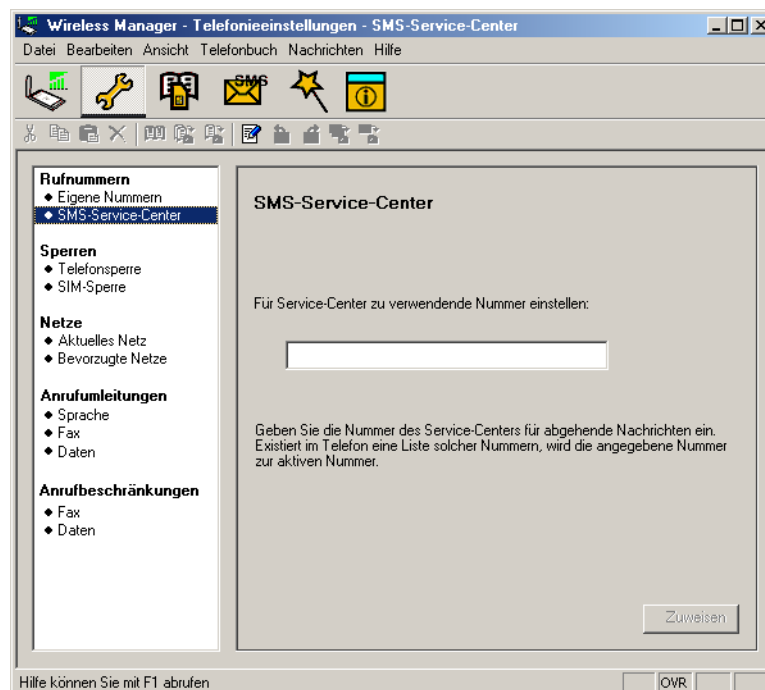 Wireless Manager - Telefonieeinstellungen - SMS-Service-Center
Datei Bearbeiten Ansicht Telefonbuch Nachrichten Hilfe
SMS
Rufnummern
Eigene Nummern
SMS-Service-Center
Sperren
Telefonsperre
SIM-Sperre
Netze
Aktuelles Netz
Bevorzugte Netze
Anrufumleitungen
Sprache
Fax
Daten
Anrufbeschränkungen
Fax
Daten
SMS-Service-Center
Für Service-Center zu verwendende Nummer einstellen:
Geben Sie die Nummer des Service-Centers für abgehende Nachrichten ein.
Existiert im Telefon eine Liste solcher Nummern, wird die angegebene Nummer
zur aktiven Nummer.
Zuweisen
Hilfe können Sie mit F1 abrufen
OVR